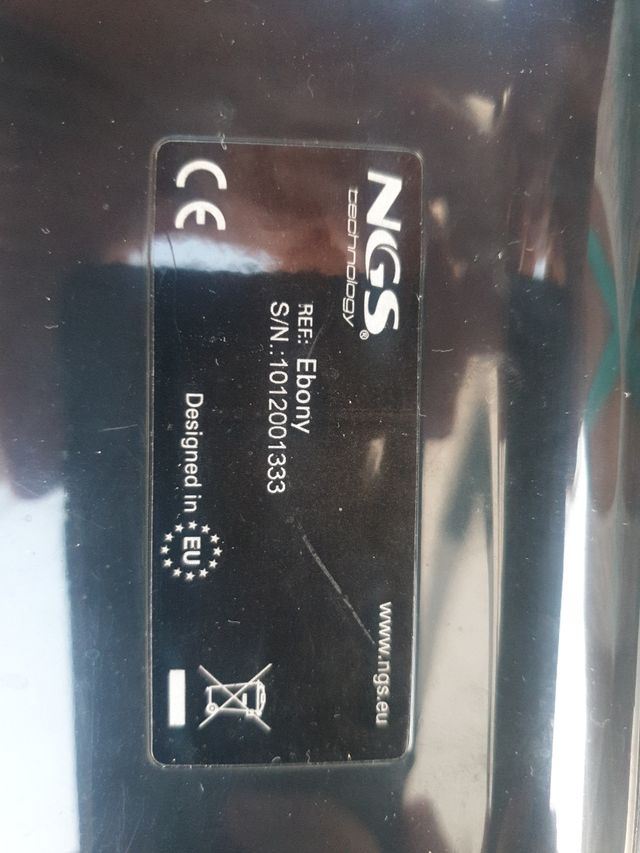 NGS®
technology
www.ngs.eu
REF.: Ebony
S/N.:1012001333
CE
Designed in EU